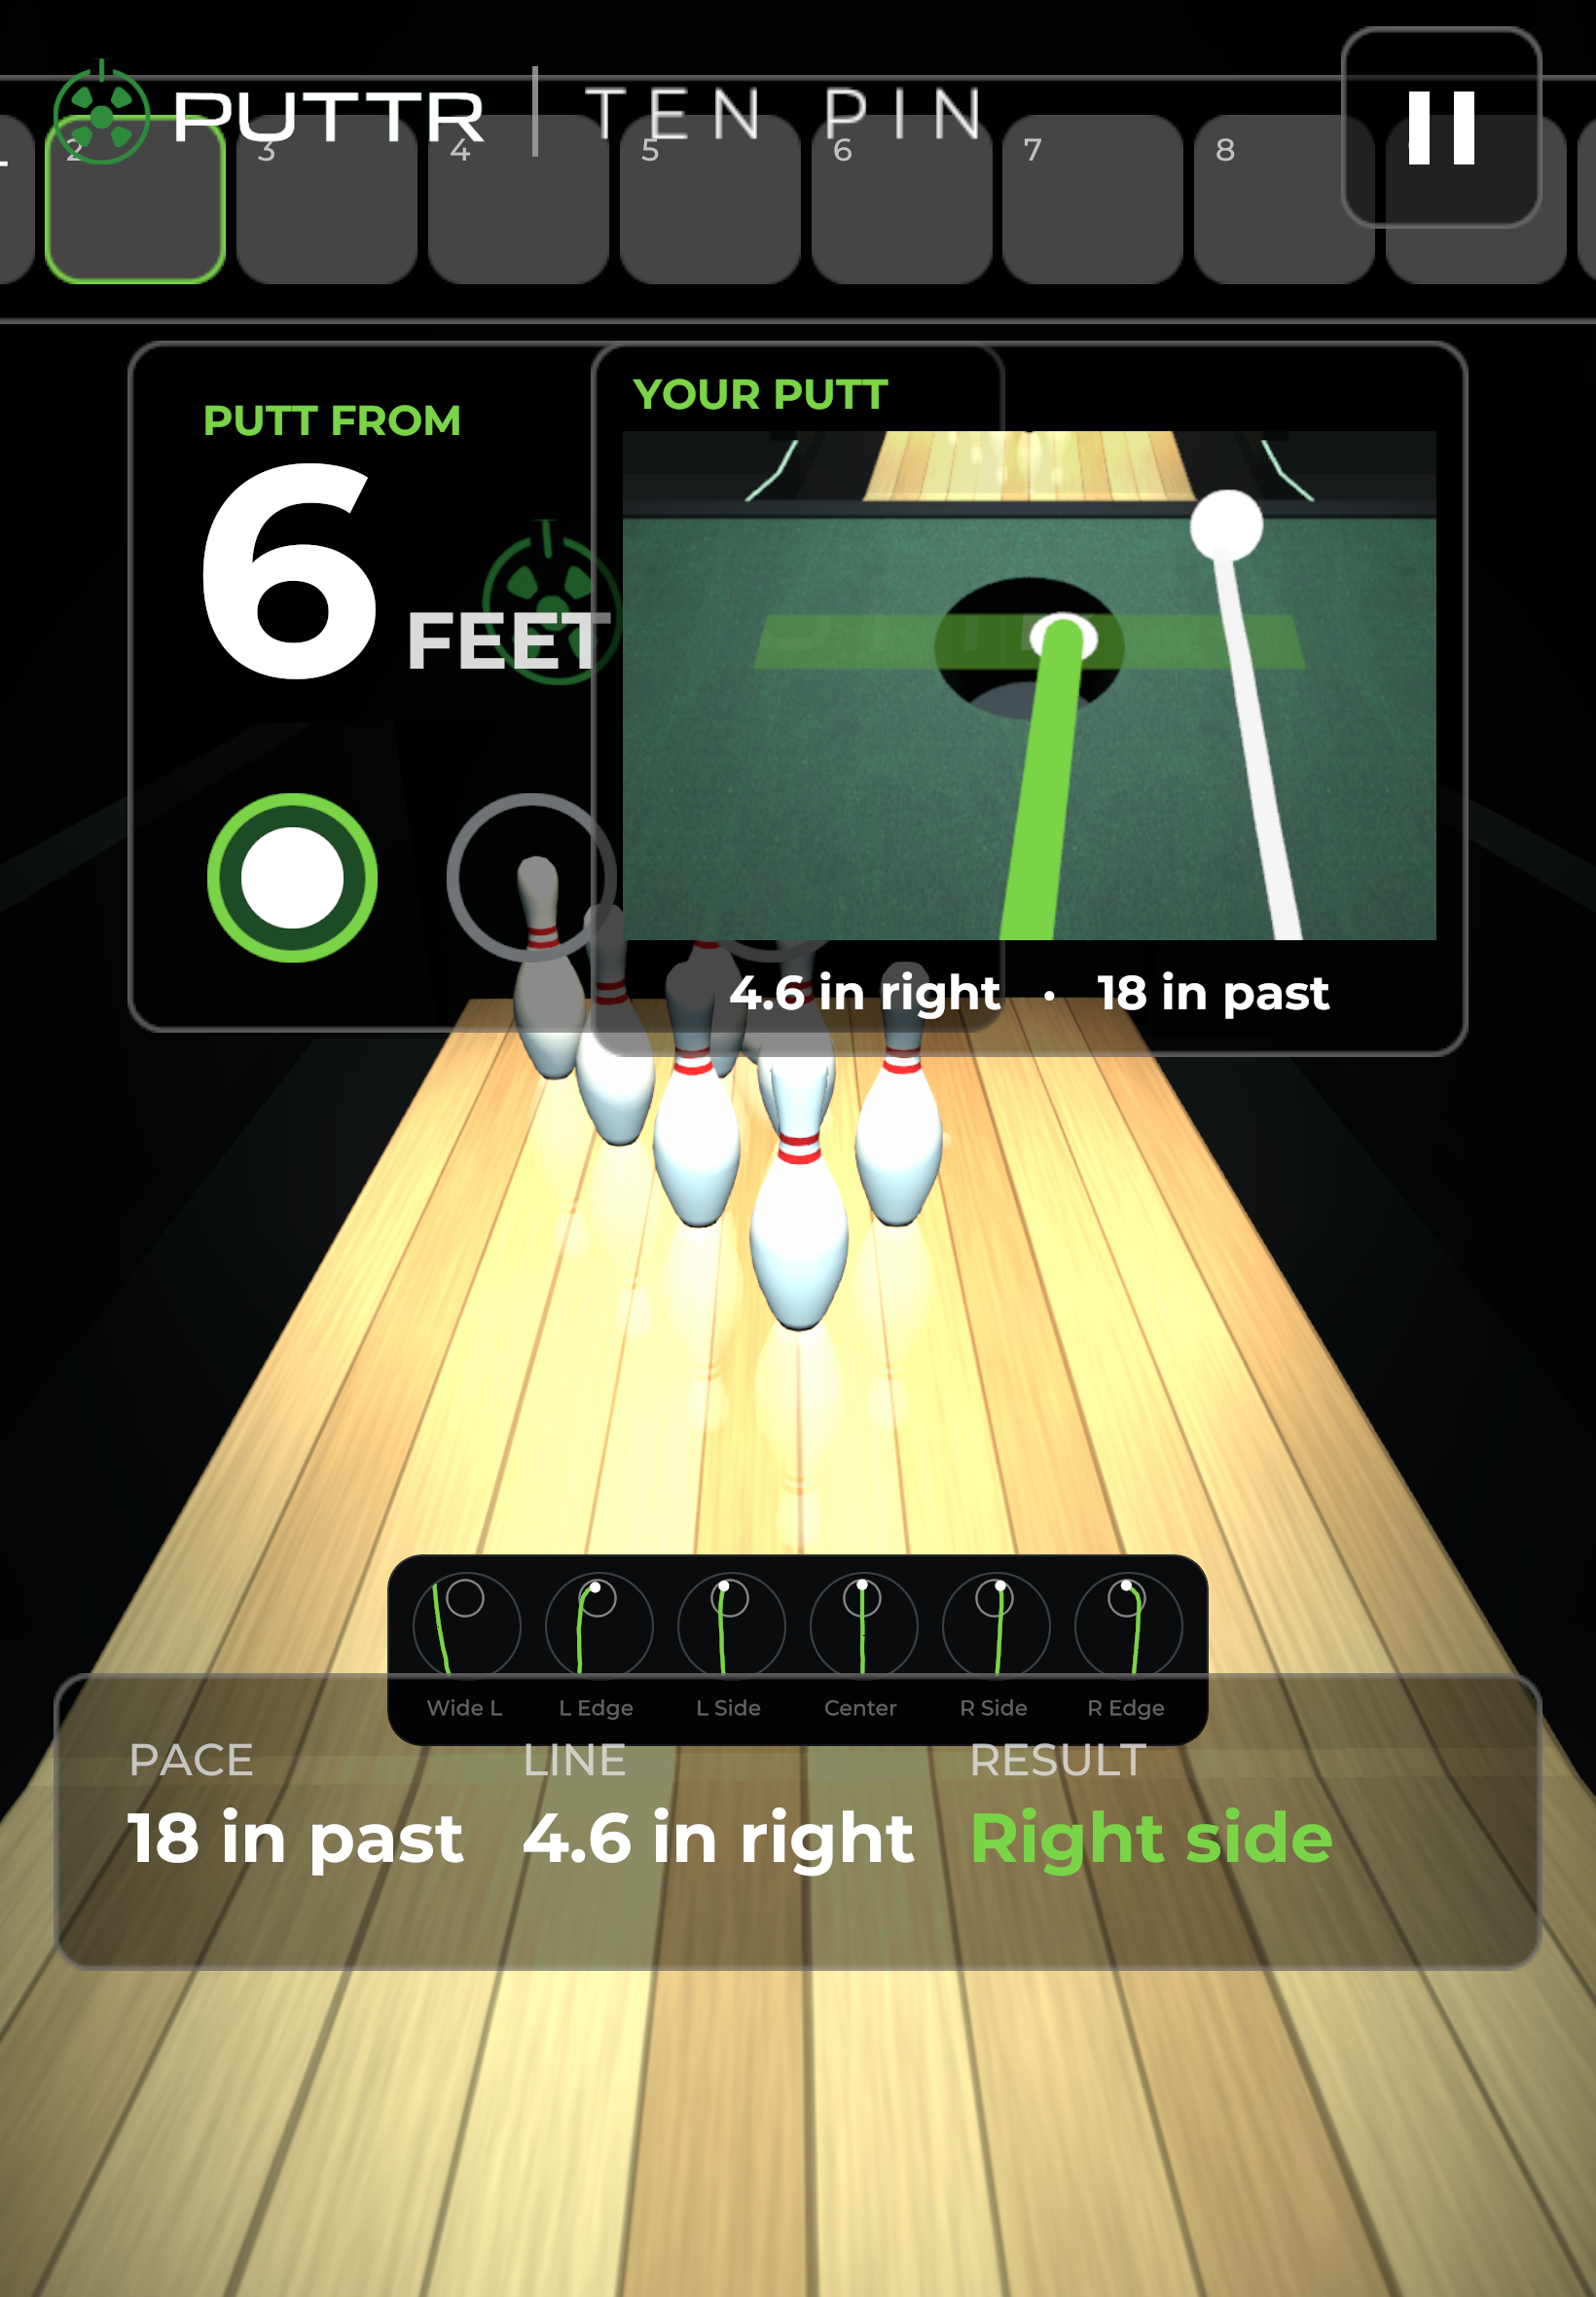 PUTTR | TEN PIN
2 3 4 5 6 7 8
PUTT FROM
6 FEET
YOUR PUTT
4.6 in right • 18 in past
Wide L L Edge L Side Center R Side R Edge
PACE LINE RESULT
18 in past 4.6 in right Right side